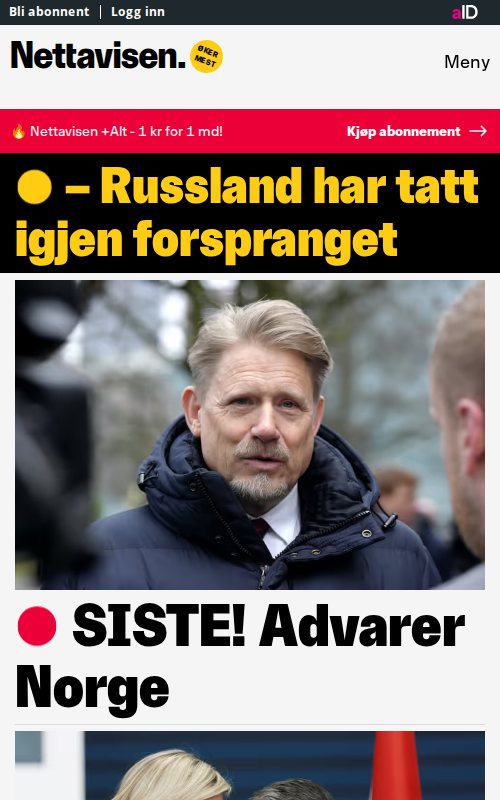 Bli abonnent | Logg inn
aID
Nettavisen.
ØKER
MEST
Meny
🔥 Nettavisen +Alt - 1 kr for 1 md!
Kjøp abonnement →
– Russland har tatt
igjen forspranget
SISTE! Advarer
Norge